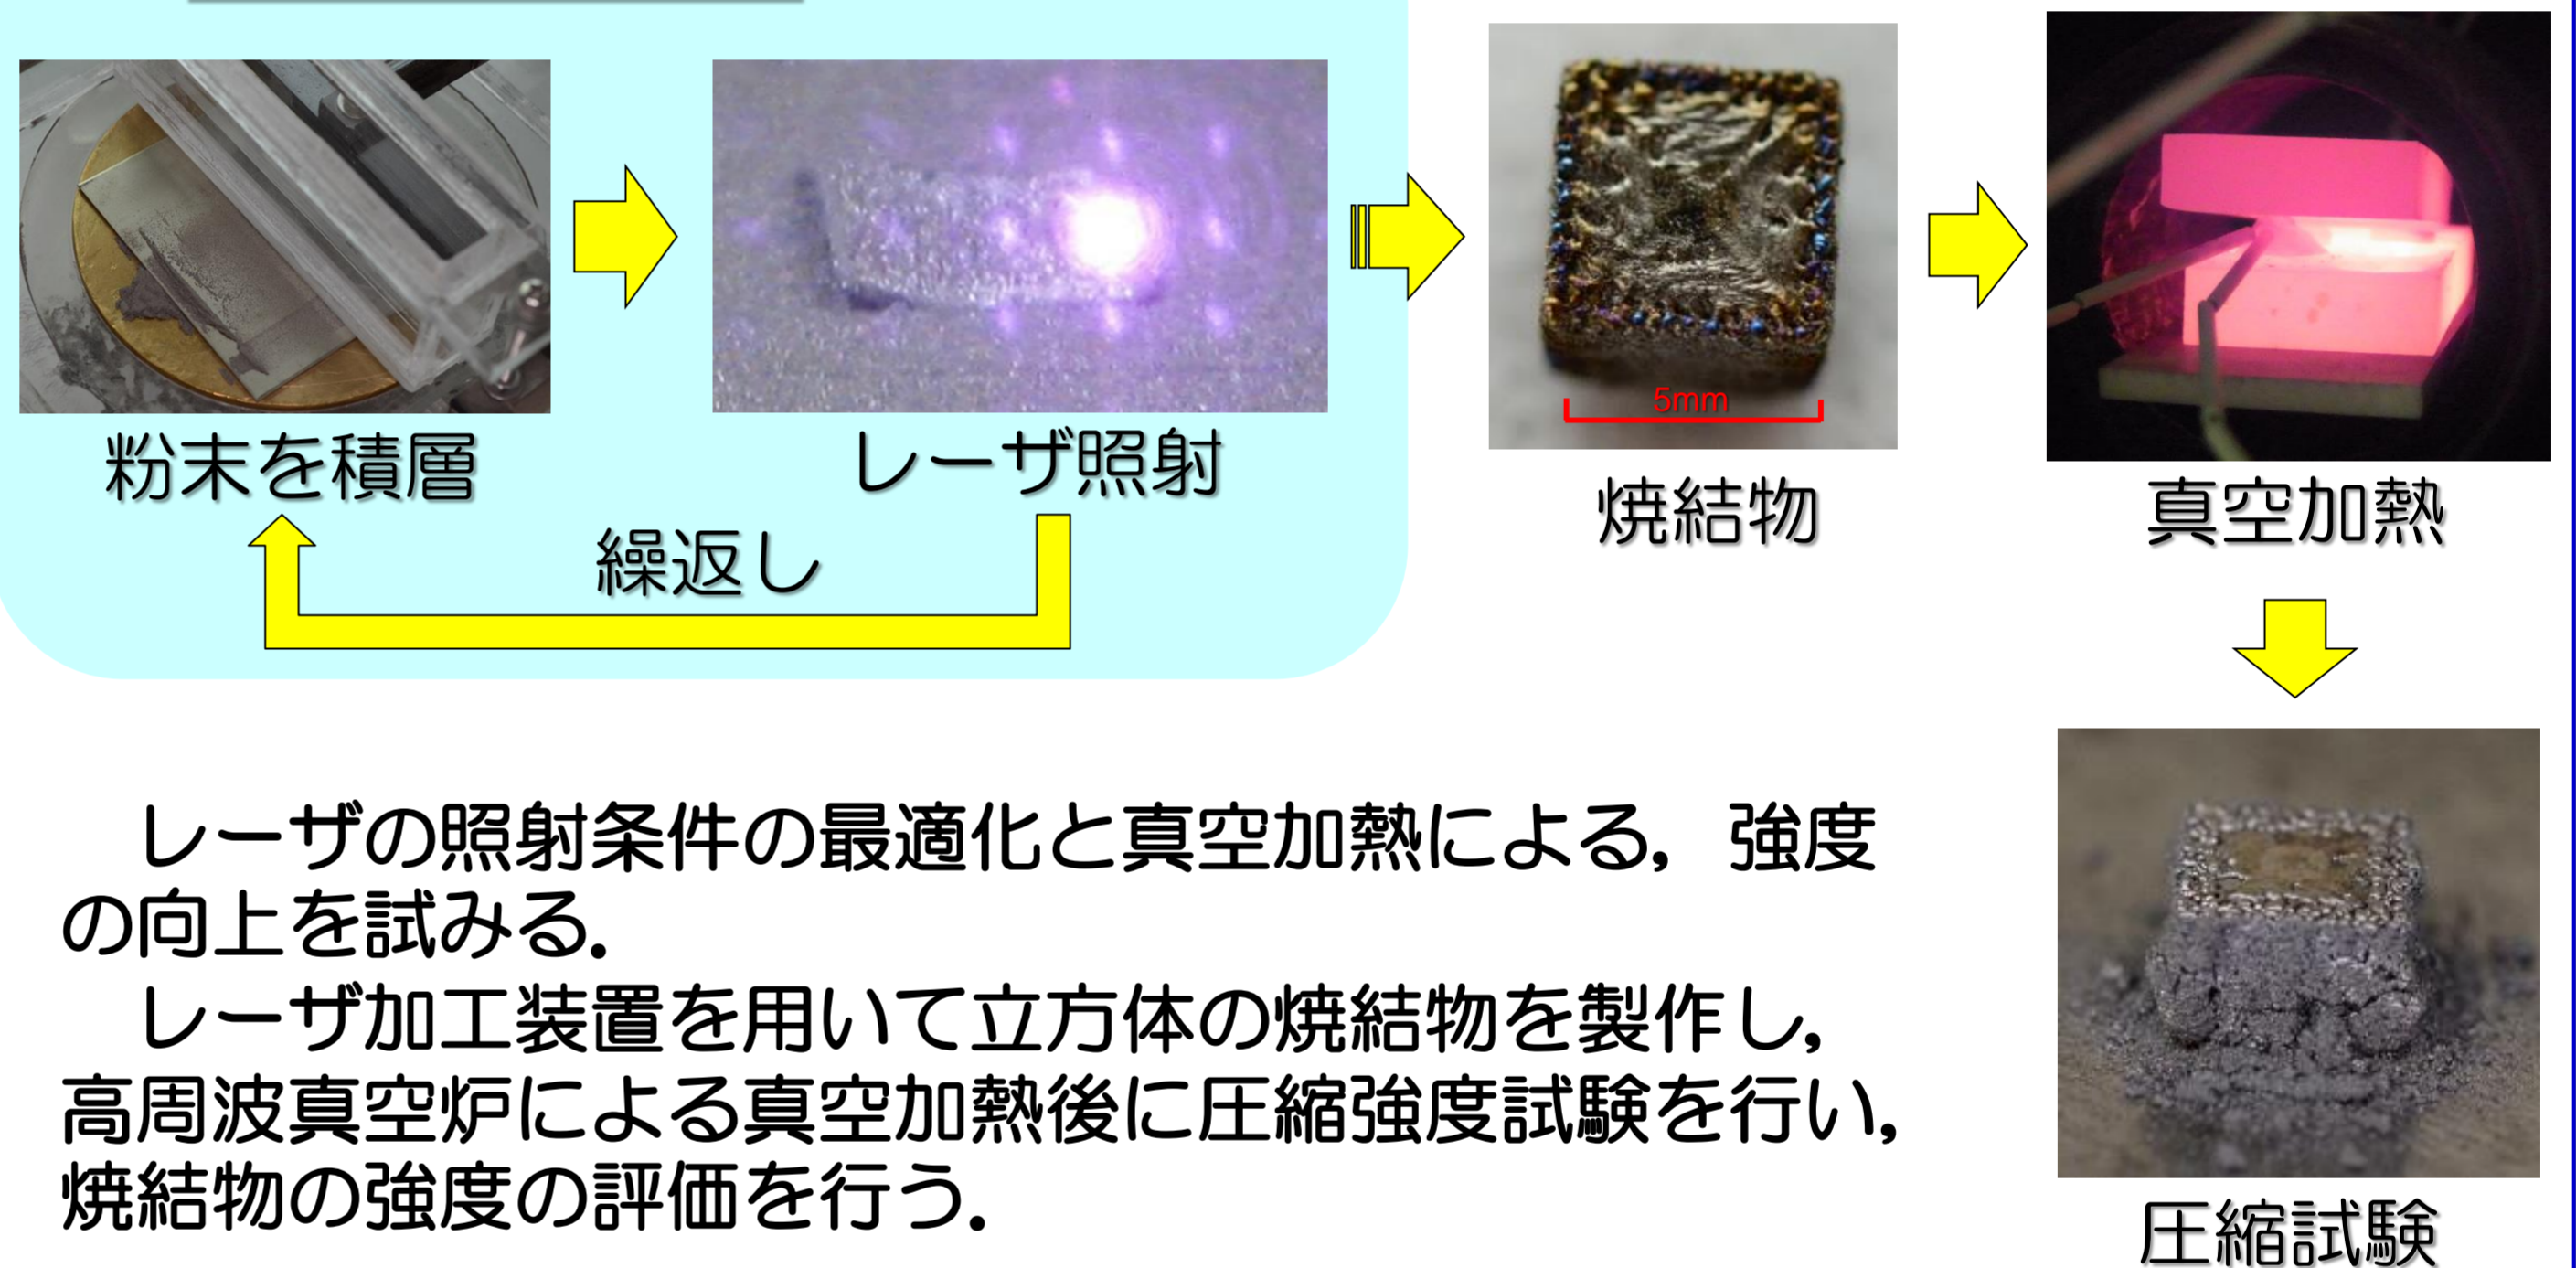 粉末を積層
レーザ照射
繰返し
5mm
焼結物
真空加熱
レーザの照射条件の最適化と真空加熱による，強度
の向上を試みる．
レーザ加工装置を用いて立方体の焼結物を製作し，
高周波真空炉による真空加熱後に圧縮強度試験を行い，
焼結物の強度の評価を行う．
圧縮試験